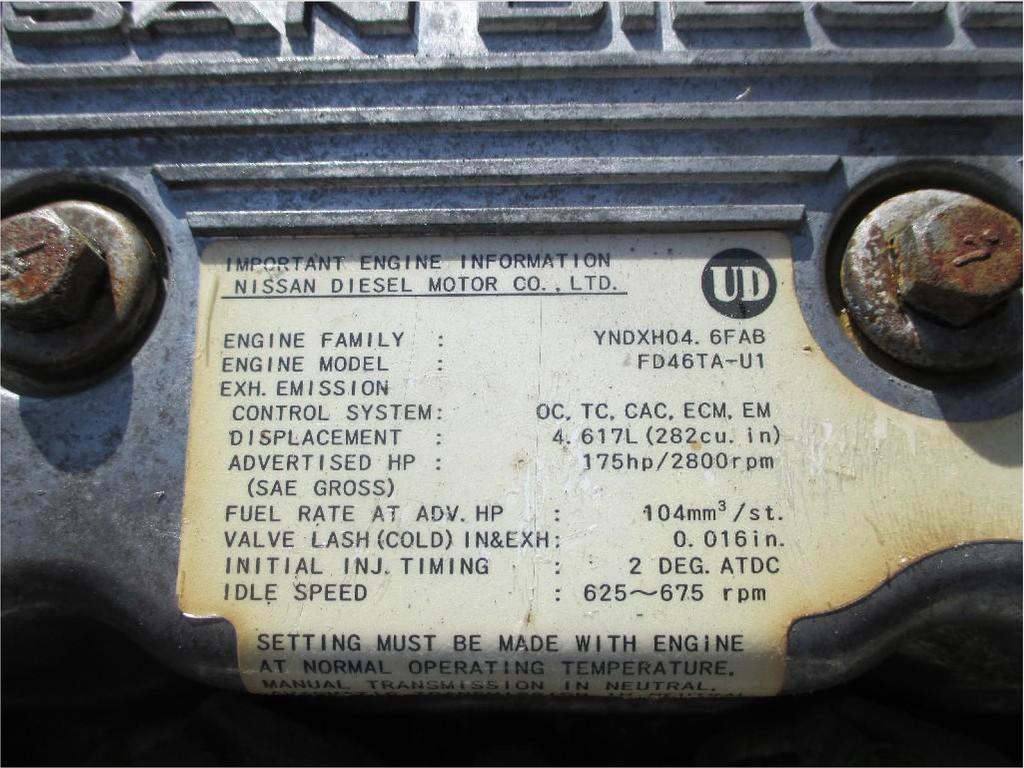 IMPORTANT ENGINE INFORMATION
NISSAN DIESEL MOTOR CO., LTD.
UD
ENGINE FAMILY : YNDXH04. 6FAB
ENGINE MODEL : FD46TA-U1
EXH. EMISSION
CONTROL SYSTEM: OC, TC, CAC, ECM, EM
DISPLACEMENT : 4. 617L (282cu. in)
ADVERTISED HP : 175hp/2800rpm
(SAE GROSS)
FUEL RATE AT ADV. HP : 104mm³/st.
VALVE LASH (COLD) IN&EXH: 0. 016in.
INITIAL INJ. TIMING : 2 DEG. ATDC
IDLE SPEED : 625~675 rpm
SETTING MUST BE MADE WITH ENGINE
AT NORMAL OPERATING TEMPERATURE,
MANUAL TRANSMISSION IN NEUTRAL,